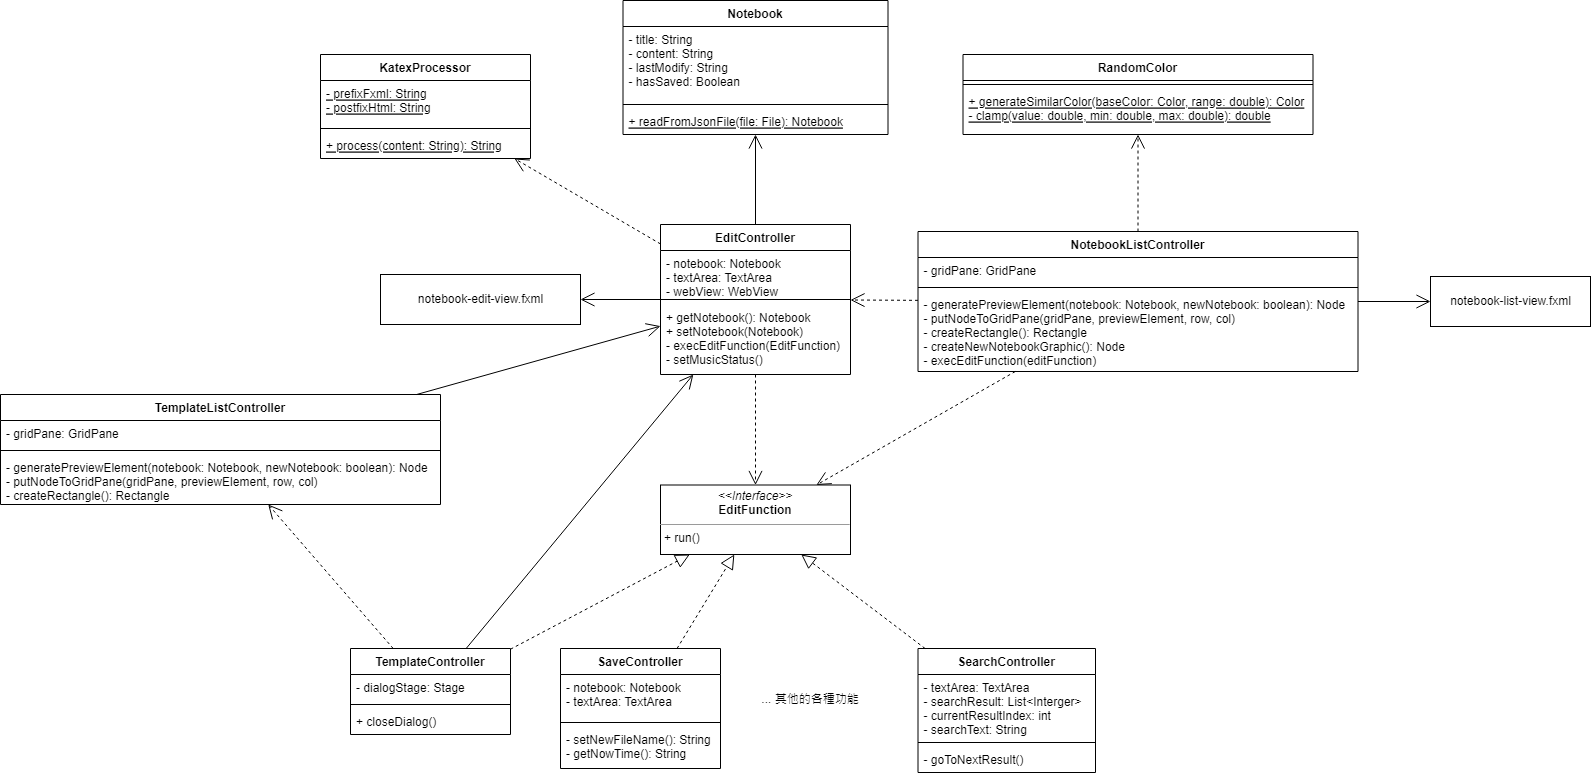 Notebook
- title: String
- content: String
- lastModify: String
- hasSaved: Boolean
+ readFromJsonFile(file: File): Notebook
KatexProcessor
- prefixFxml: String
- postfixHtml: String
+ process(content: String): String
RandomColor
+ generateSimilarColor(baseColor: Color, range: double): Color
- clamp(value: double, min: double, max: double): double
EditController
- notebook: Notebook
- textArea: TextArea
- webView: WebView
+ getNotebook(): Notebook
+ setNotebook(Notebook)
- execEditFunction(EditFunction)
- setMusicStatus()
notebook-edit-view.fxml
NotebookListController
- gridPane: GridPane
- generatePreviewElement(notebook: Notebook, newNotebook: boolean): Node
- putNodeToGridPane(gridPane, previewElement, row, col)
- createRectangle(): Rectangle
- createNewNotebookGraphic(): Node
- execEditFunction(editFunction)
notebook-list-view.fxml
TemplateListController
- gridPane: GridPane
- generatePreviewElement(notebook: Notebook, newNotebook: boolean): Node
- putNodeToGridPane(gridPane, previewElement, row, col)
- createRectangle(): Rectangle
<<Interface>>
EditFunction
+ run()
TemplateController
- dialogStage: Stage
+ closeDialog()
SaveController
- notebook: Notebook
- textArea: TextArea
- setNewFileName(): String
- getNowTime(): String
... 其他的各種功能
SearchController
- textArea: TextArea
- searchResult: List<Interger>
- currentResultIndex: int
- searchText: String
- goToNextResult()